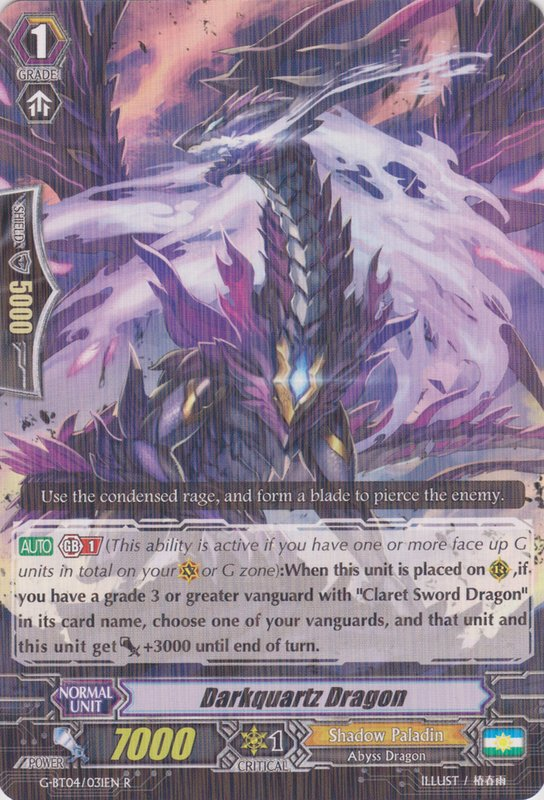 1
GRADE
SHIELD
5000
Use the condensed rage, and form a blade to pierce the enemy.
AUTO GB 1 (This ability is active if you have one or more face up G
units in total on your V or G zone):When this unit is placed on R ,if
you have a grade 3 or greater vanguard with "Claret Sword Dragon"
in its card name, choose one of your vanguards, and that unit and
this unit get +3000 until end of turn.
NORMAL
UNIT
Darkquartz Dragon
POWER
7000
1
CRITICAL
Shadow Paladin
Abyss Dragon
G-BT04/031EN R
ILLUST / 椿春雨